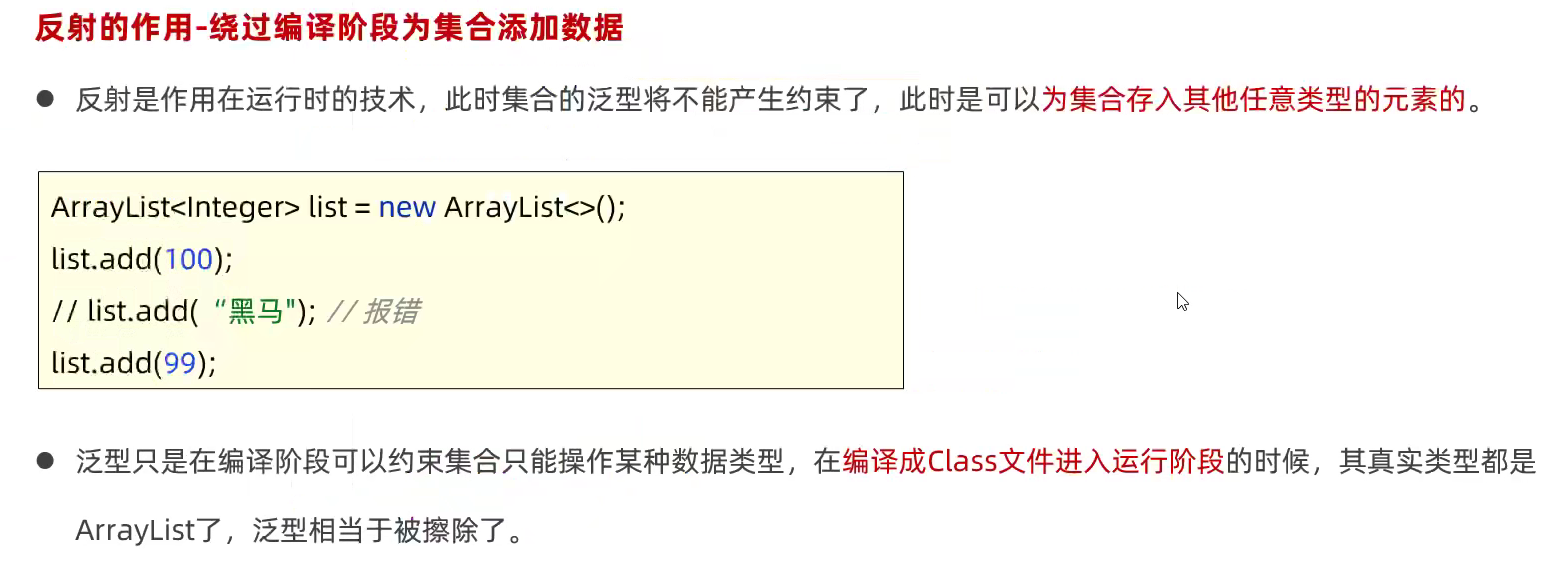 反射的作用-绕过编译阶段为集合添加数据
● 反射是作用在运行时的技术，此时集合的泛型将不能产生约束了，此时是可以为集合存入其他任意类型的元素的。
ArrayList<Integer> list = new ArrayList<>();
list.add(100);
// list.add( “黑马"); // 报错
list.add(99);
● 泛型只是在编译阶段可以约束集合只能操作某种数据类型，在编译成Class文件进入运行阶段的时候，其真实类型都是
ArrayList了，泛型相当于被擦除了。